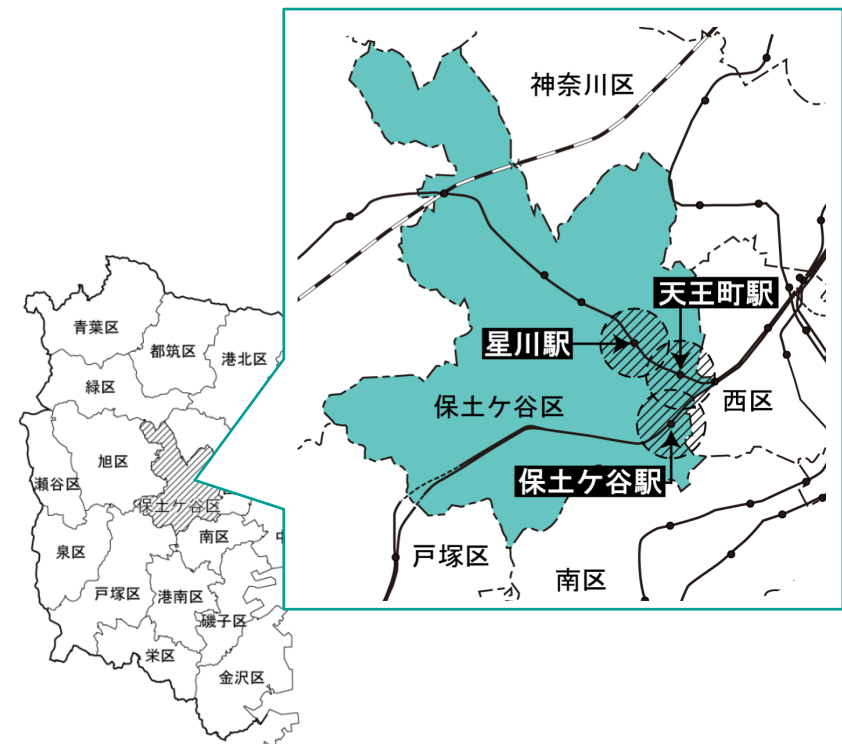 神奈川区
天王町駅
星川駅
保土ケ谷区
西区
保土ケ谷駅
戸塚区
南区
青葉区
都筑区
港北区
緑区
旭区
瀬谷区
保土ケ谷区
泉区
南区
戸塚区
港南区
磯子区
栄区
金沢区